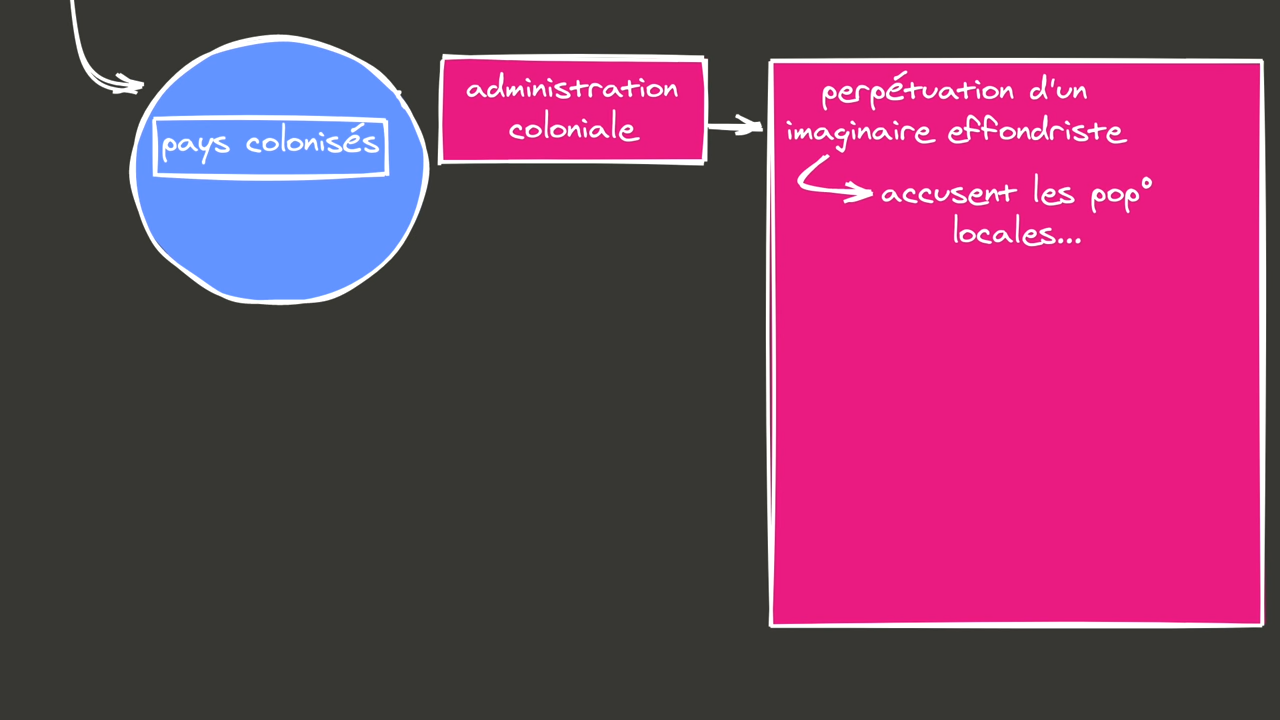 pays colonisés
administration
coloniale
perpétuation d'un
imaginaire effondriste
accusent les pop°
locales...